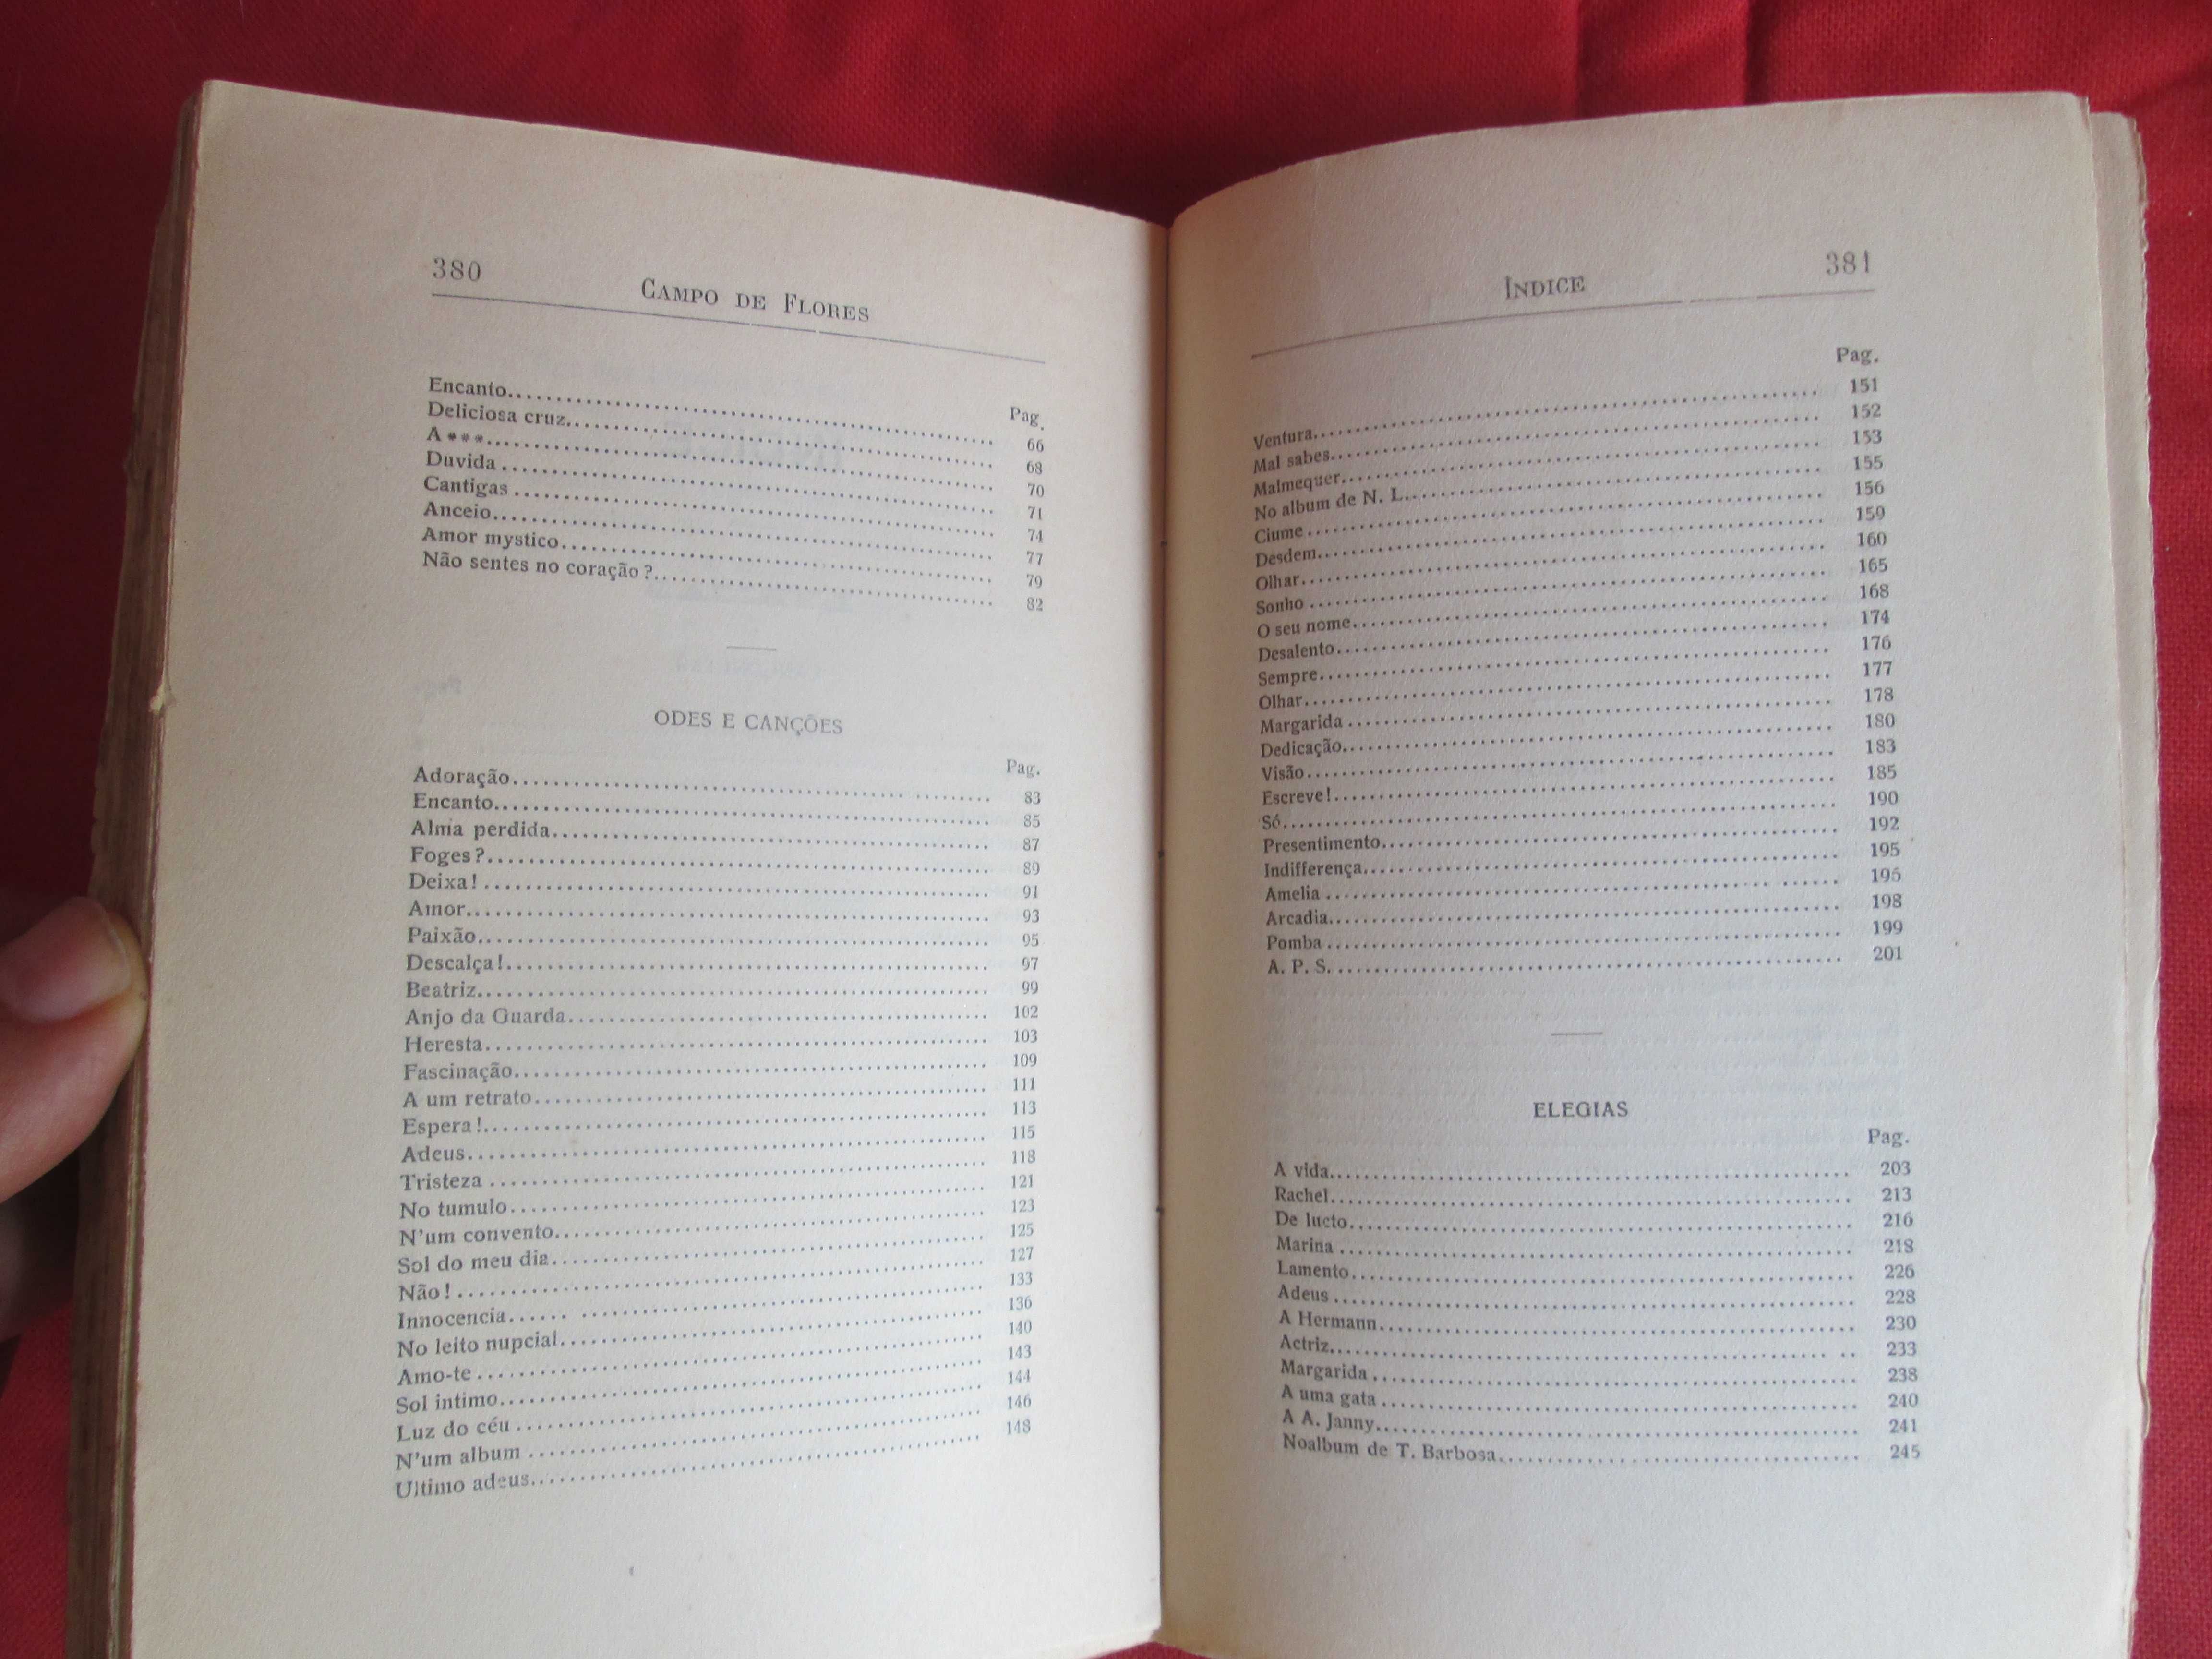 380
CAMPO DE FLORES
Pag.
Encanto 66
Deliciosa cruz 68
A *** 70
Duvida 71
Cantigas 74
Anceio 77
Amor mystico 79
Não sentes no coração? 82
ODES E CANÇÕES
Pag.
Adoração 83
Encanto 85
Alma perdida 87
Foges? 89
Deixa! 91
Amor 93
Paixão 95
Descalça! 97
Beatriz 99
Anjo da Guarda 102
Heresta 103
Fascinação 109
A um retrato 111
Espera! 113
Adeus 115
Tristeza 118
No tumulo 121
N'um convento 123
Sol do meu dia 125
Não! 127
Innocencia 133
No leito nupcial 136
Amo-te 140
Sol intimo 143
Luz do céu 144
N'um album 146
Ultimo adeus 148
ÍNDICE
381
Pag.
Ventura 151
Mal sabes 152
Malmequer 153
No album de N. L. 155
Ciume 156
Desdem 159
Olhar 160
Sonho 165
O seu nome 168
Desalento 174
Sempre 176
Olhar 177
Margarida 178
Dedicação 180
Visão 183
Escreve! 185
Só 190
Presentimento 192
Indifferença 195
Amelia 195
Arcadia 198
Pomba 199
A. P. S. 201
ELEGIAS
Pag.
A vida 203
Rachel 213
De lucto 216
Marina 218
Lamento 226
Adeus 228
A Hermann 230
Actriz 233
Margarida 238
A uma gata 240
A A. Janny 241
Noalbum de T. Barbosa 245